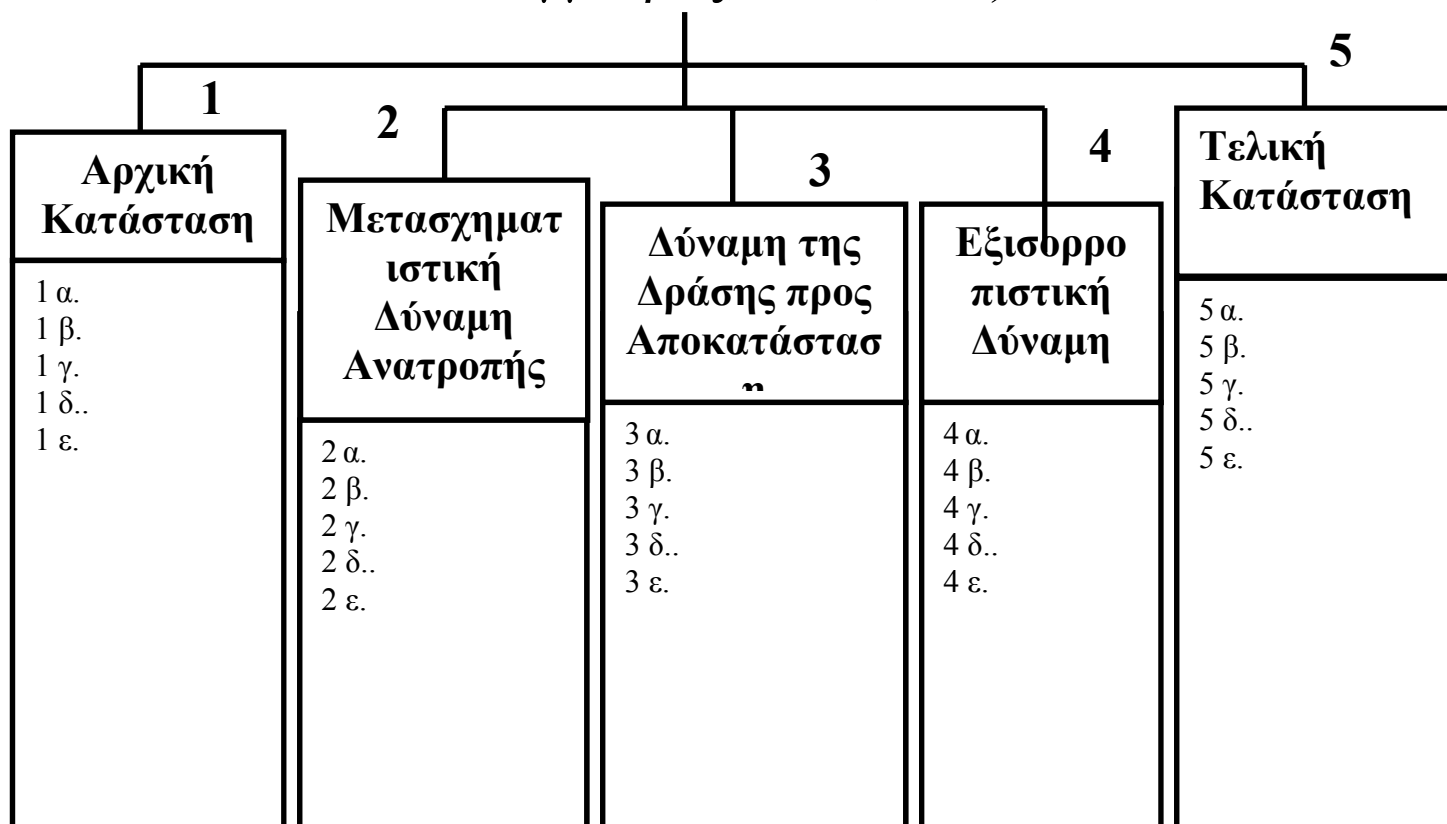 1
Αρχική
Κατάσταση
1 α.
1 β.
1 γ.
1 δ..
1 ε.
2
Μετασχηματ
ιστική
Δύναμη
Ανατροπής
2 α.
2 β.
2 γ.
2 δ..
2 ε.
3
Δύναμη της
Δράσης προς
Αποκατάστασ
η
3 α.
3 β.
3 γ.
3 δ..
3 ε.
4
Εξισορρο
πιστική
Δύναμη
4 α.
4 β.
4 γ.
4 δ..
4 ε.
5
Τελική
Κατάσταση
5 α.
5 β.
5 γ.
5 δ..
5 ε.